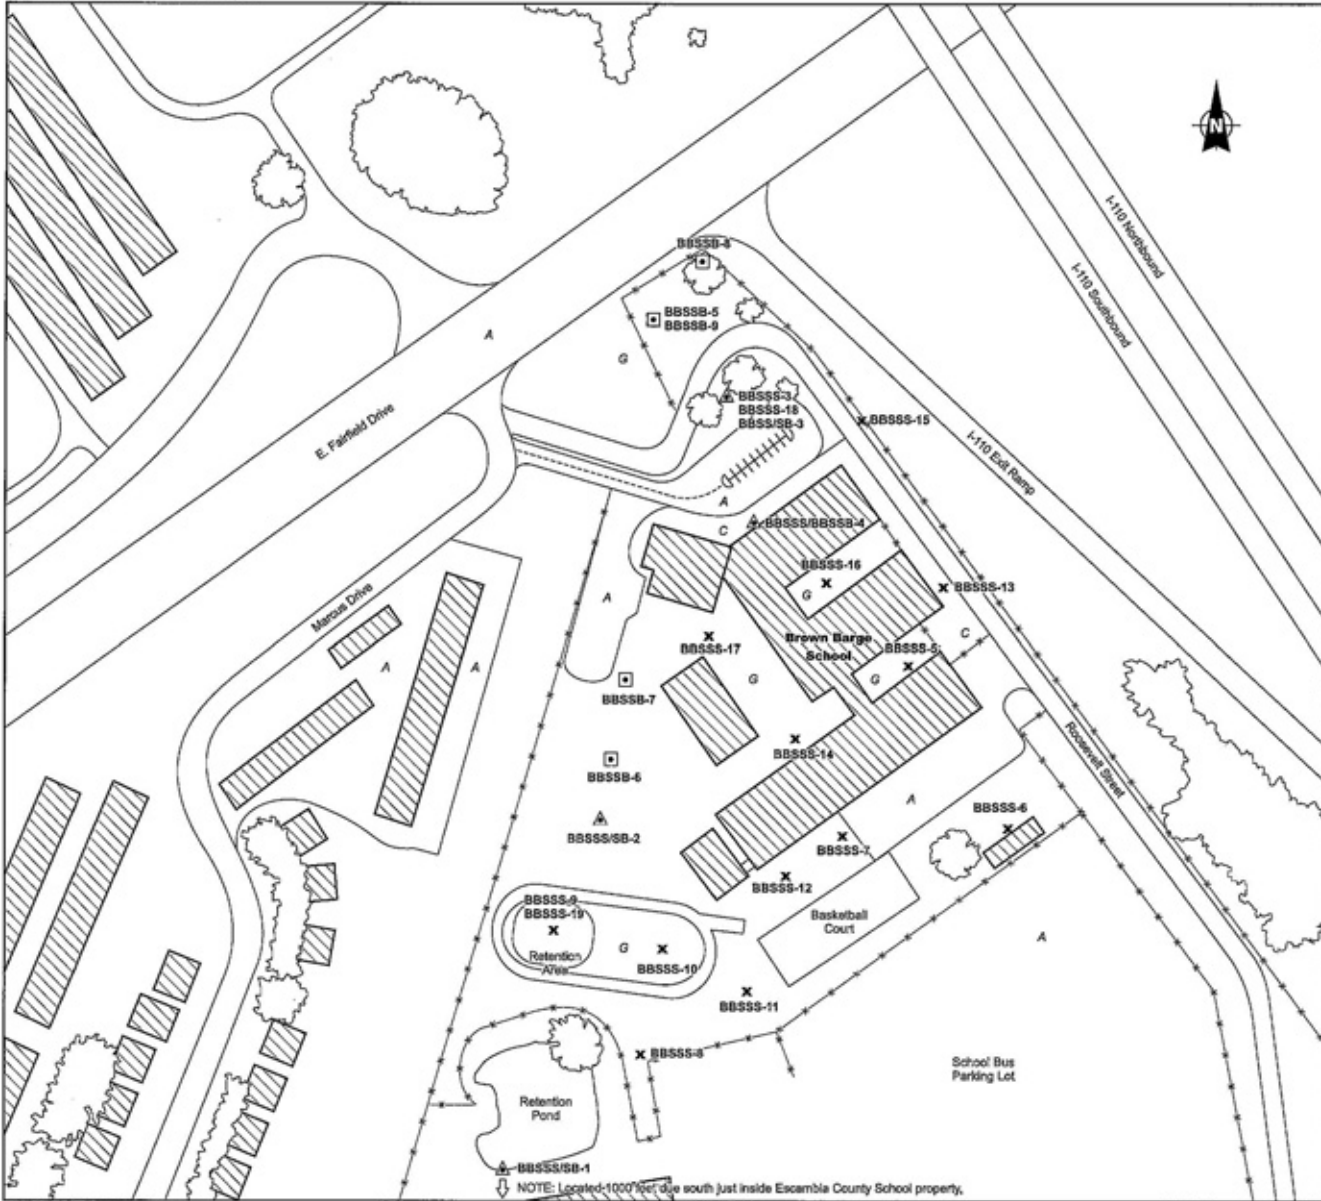 N
I-110 Northbound
I-110 Southbound
BBSSB-8
BBSSB-5
BBSSB-9
A
G
E. Fairfield Drive
BBSSS-3
BBSSS-18
BBSS/SB-3
BBSSS-15
I-110 Exit Ramp
A
C
BBSSS/BBSSB-4
BBSSS-16
G
BBSSS-13
Marcus Drive
A
A
A
BBSSS-17
Brown Barge
School
BBSSS-5
C
G
G
BBSSB-7
BBSSS-14
Roosevelt Street
BBSSB-6
A
BBSSS-6
BBSSS/SB-2
BBSSS-7
BBSSS-12
BBSSS-9
BBSSS-19
Basketball
Court
A
G
Retention
Area
BBSSS-10
BBSSS-11
BBSSS-8
School Bus
Parking Lot
Retention
Pond
BBSSS/SB-1
NOTE: Located-1000 feet due south just inside Escambia County School property.